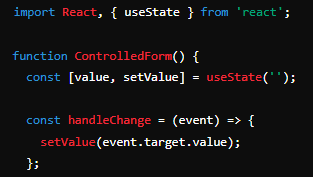 import React, { useState } from 'react';
function ControlledForm() {
const [value, setValue] = useState('');
const handleChange = (event) => {
setValue(event.target.value);
};